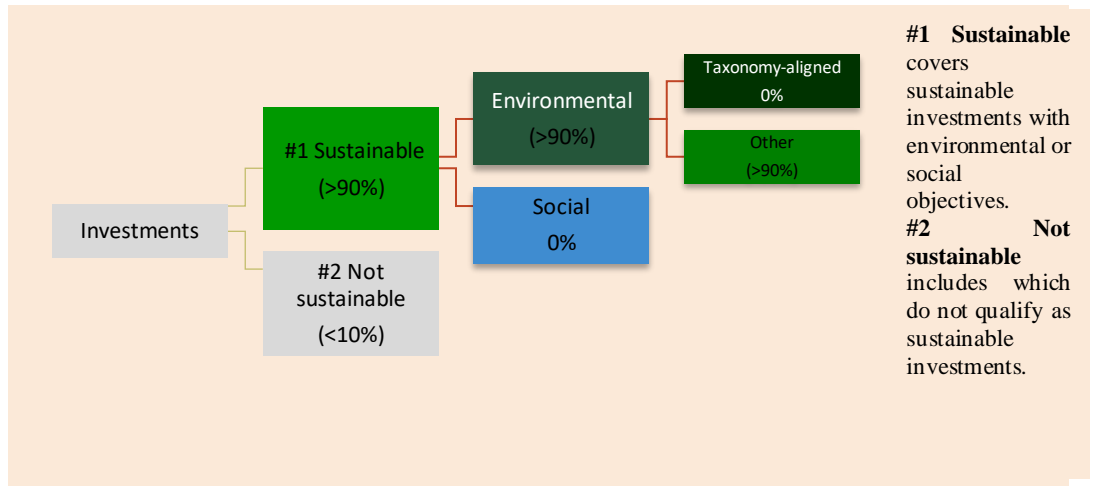 Investments
#1 Sustainable
(>90%)
#2 Not
sustainable
(<10%)
Environmental
(>90%)
Social
0%
Taxonomy-aligned
0%
Other
(>90%)
#1 Sustainable
covers
sustainable
investments with
environmental or
social
objectives.
#2 Not
sustainable
includes which
do not qualify as
sustainable
investments.